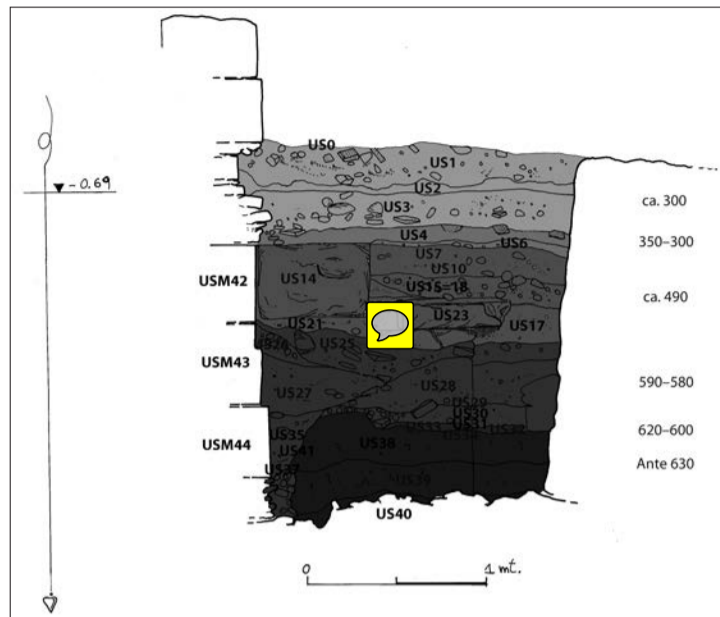 US0
US1
-0.69
US2
US3
ca. 300
US4
US6
350–300
US7
USM42
US14
US10
US15=18
ca. 490
US23
US21
US17
US25
USM43
US28
590–580
US27
US29
US30
US31
620–600
US35
USM44
US38
US41
Ante 630
US37
US39
US40
0
1 mt.